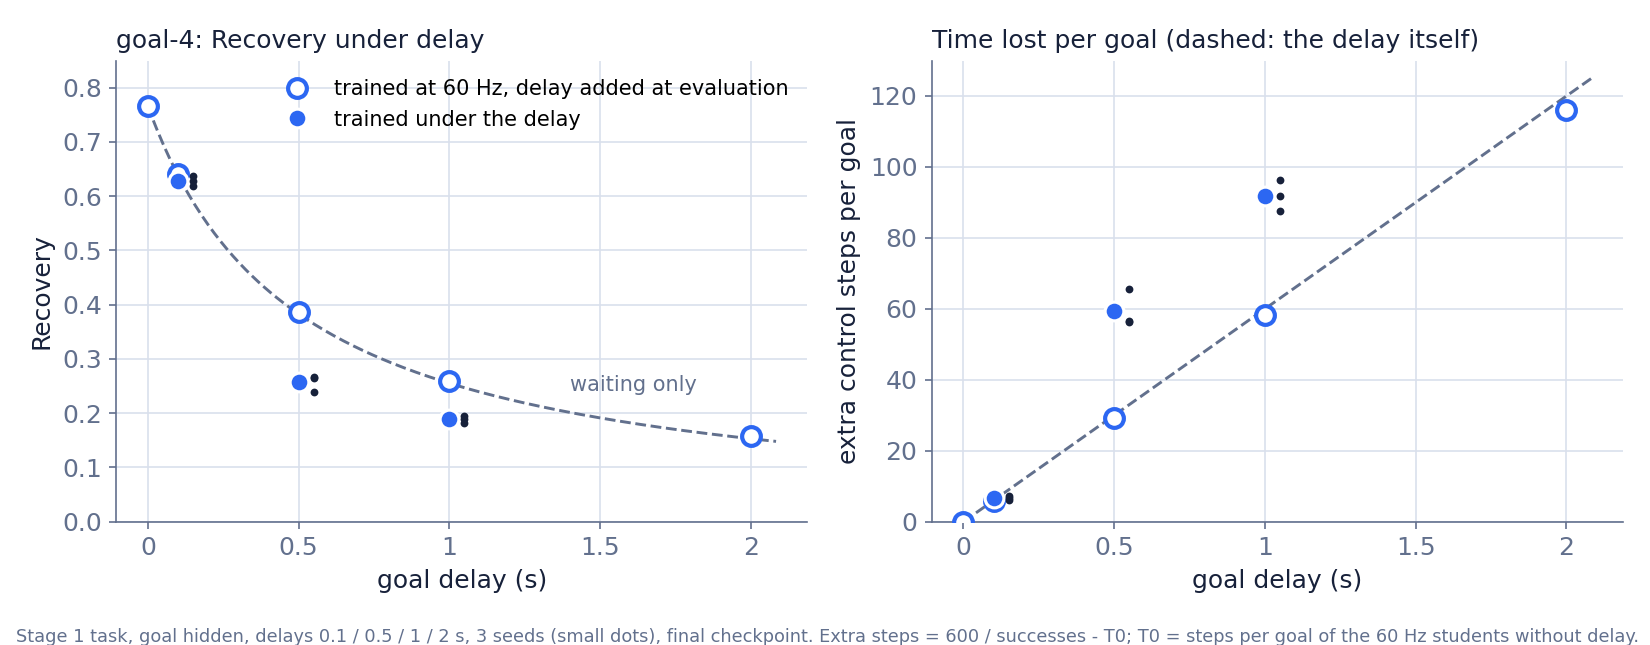 goal-4: Recovery under delay
trained at 60 Hz, delay added at evaluation
trained under the delay
waiting only
Recovery
0.8
0.7
0.6
0.5
0.4
0.3
0.2
0.1
0.0
0
0.5
1
1.5
2
goal delay (s)
Time lost per goal (dashed: the delay itself)
extra control steps per goal
120
100
80
60
40
20
0
0
0.5
1
1.5
2
goal delay (s)
Stage 1 task, goal hidden, delays 0.1 / 0.5 / 1 / 2 s, 3 seeds (small dots), final checkpoint. Extra steps = 600 / successes - T0; T0 = steps per goal of the 60 Hz students without delay.